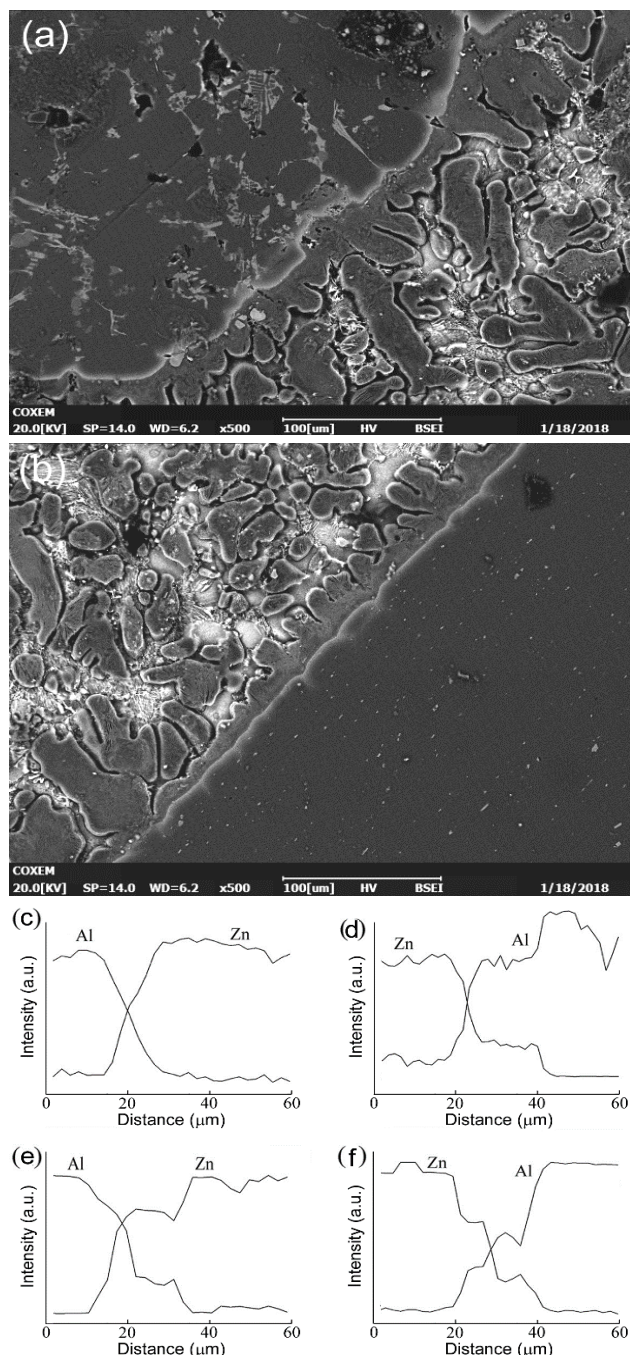 (a)
COXEM
20.0[KV] SP=14.0 WD=6.2 x500 100[um] HV BSEI 1/18/2018
(b)
COXEM
20.0[KV] SP=14.0 WD=6.2 x500 100[um] HV BSEI 1/18/2018
(c)
Al Zn
Intensity (a.u.)
0 20 40 60
Distance (μm)
(d)
Zn Al
Intensity (a.u.)
0 20 40 60
Distance (μm)
(e)
Al Zn
Intensity (a.u.)
0 20 40 60
Distance (μm)
(f)
Zn Al
Intensity (a.u.)
0 20 40 60
Distance (μm)